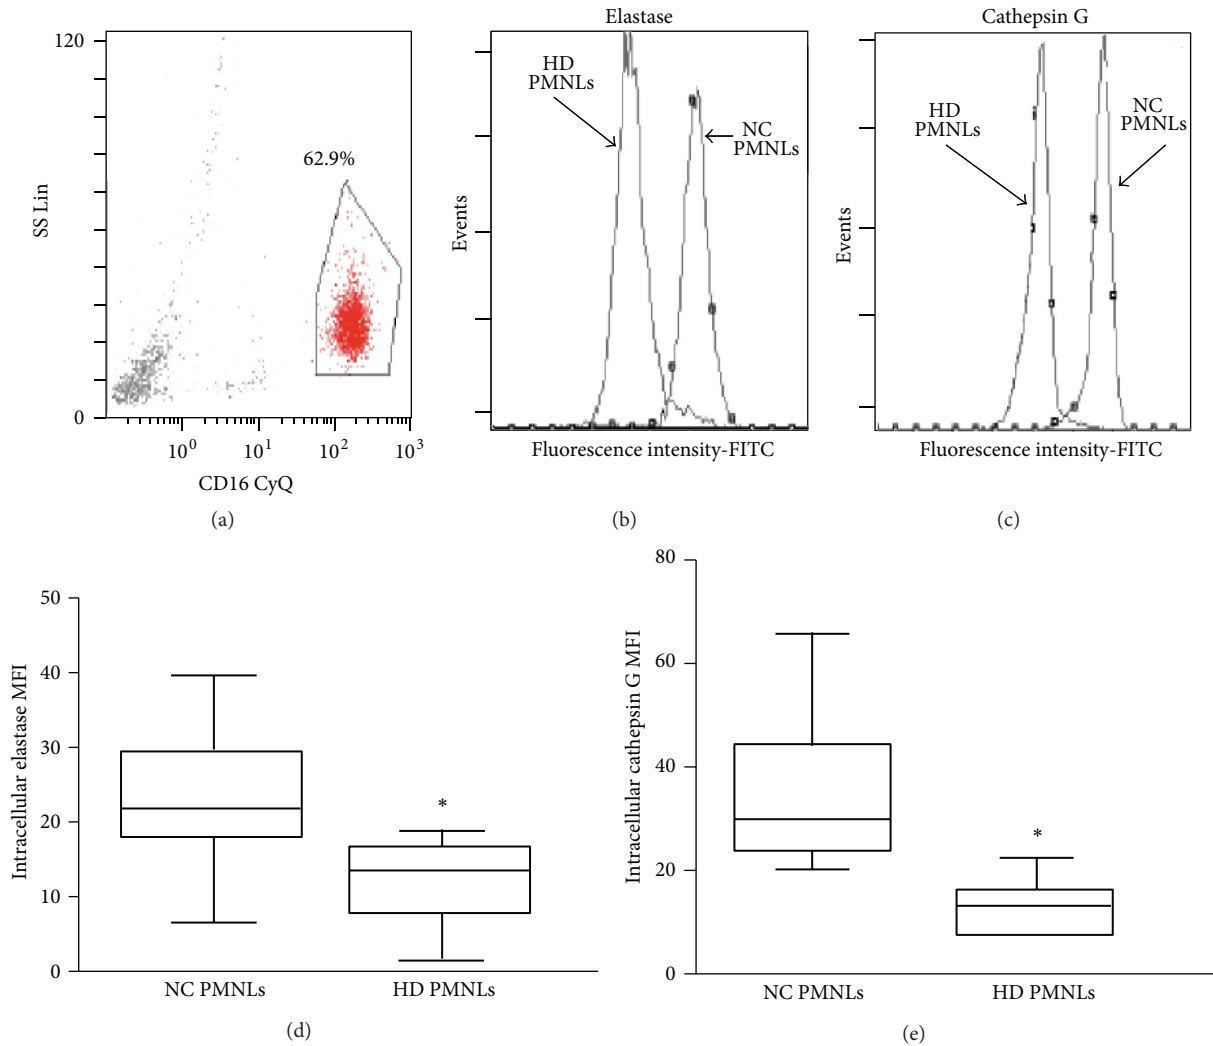 120
SS Lin
0
62.9%
10^0 10^1 10^2 10^3
CD16 CyQ
(a)
Elastase
HD
PMNLs
NC
PMNLs
Events
Fluorescence intensity-FITC
(b)
Cathepsin G
HD
PMNLs
NC
PMNLs
Events
Fluorescence intensity-FITC
(c)
Intracellular elastase MFI
50
40
30
20
10
0
*
NC PMNLs HD PMNLs
(d)
Intracellular cathepsin G MFI
80
60
40
20
0
*
NC PMNLs HD PMNLs
(e)